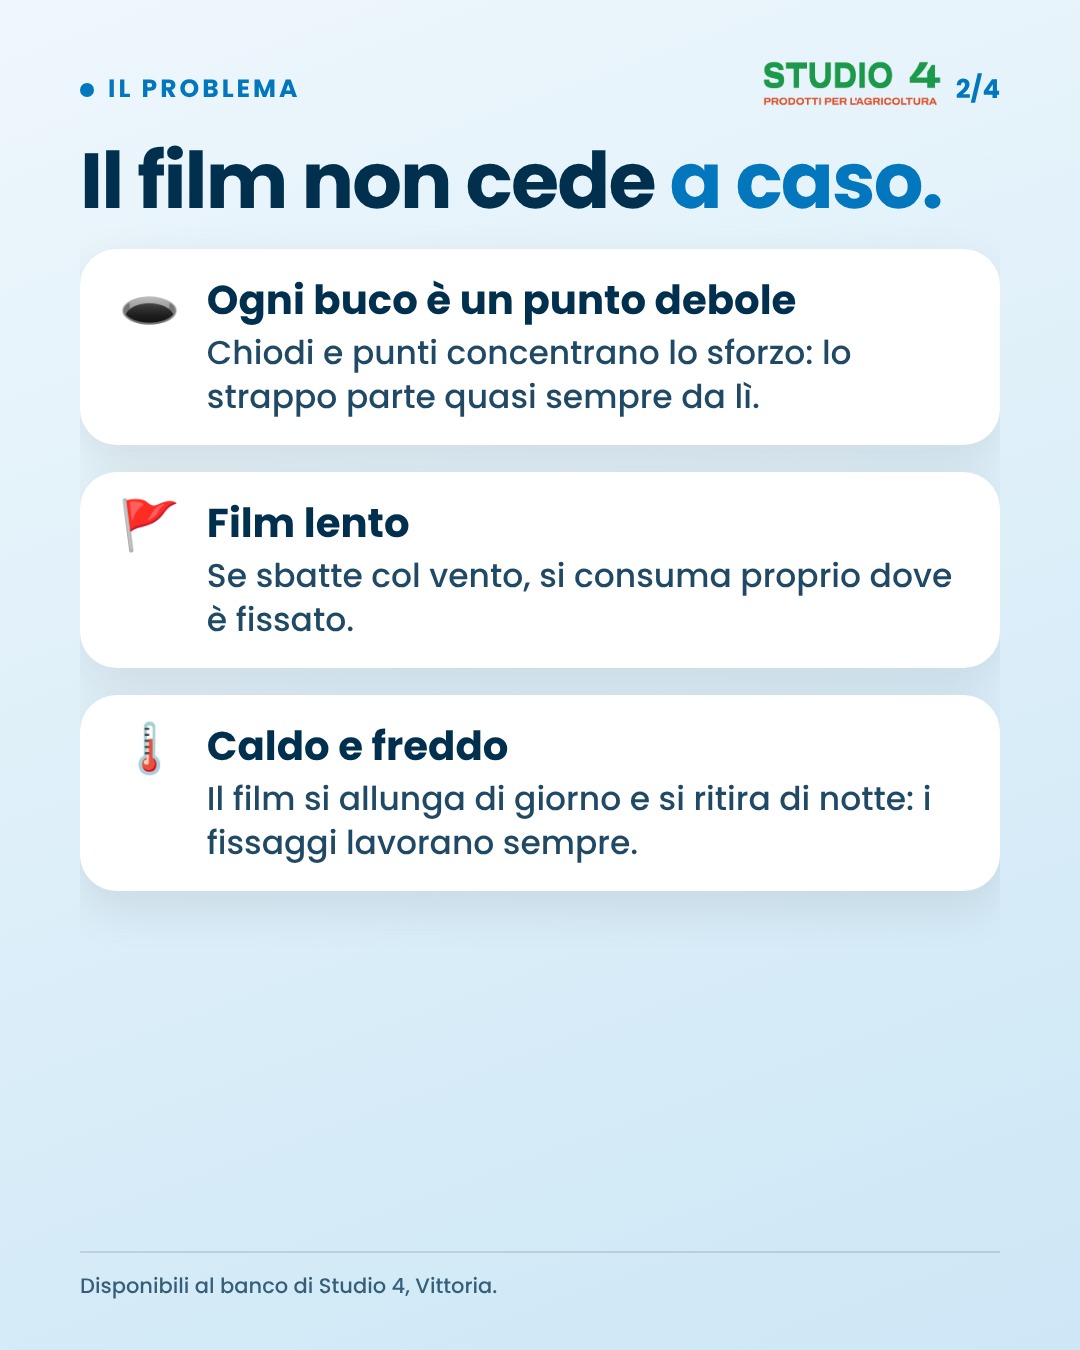 IL PROBLEMA
STUDIO 4
PRODOTTI PER L'AGRICOLTURA
2/4
Il film non cede a caso.
Ogni buco è un punto debole
Chiodi e punti concentrano lo sforzo: lo
strappo parte quasi sempre da lì.
Film lento
Se sbatte col vento, si consuma proprio dove
è fissato.
Caldo e freddo
Il film si allunga di giorno e si ritira di notte: i
fissaggi lavorano sempre.
Disponibili al banco di Studio 4, Vittoria.